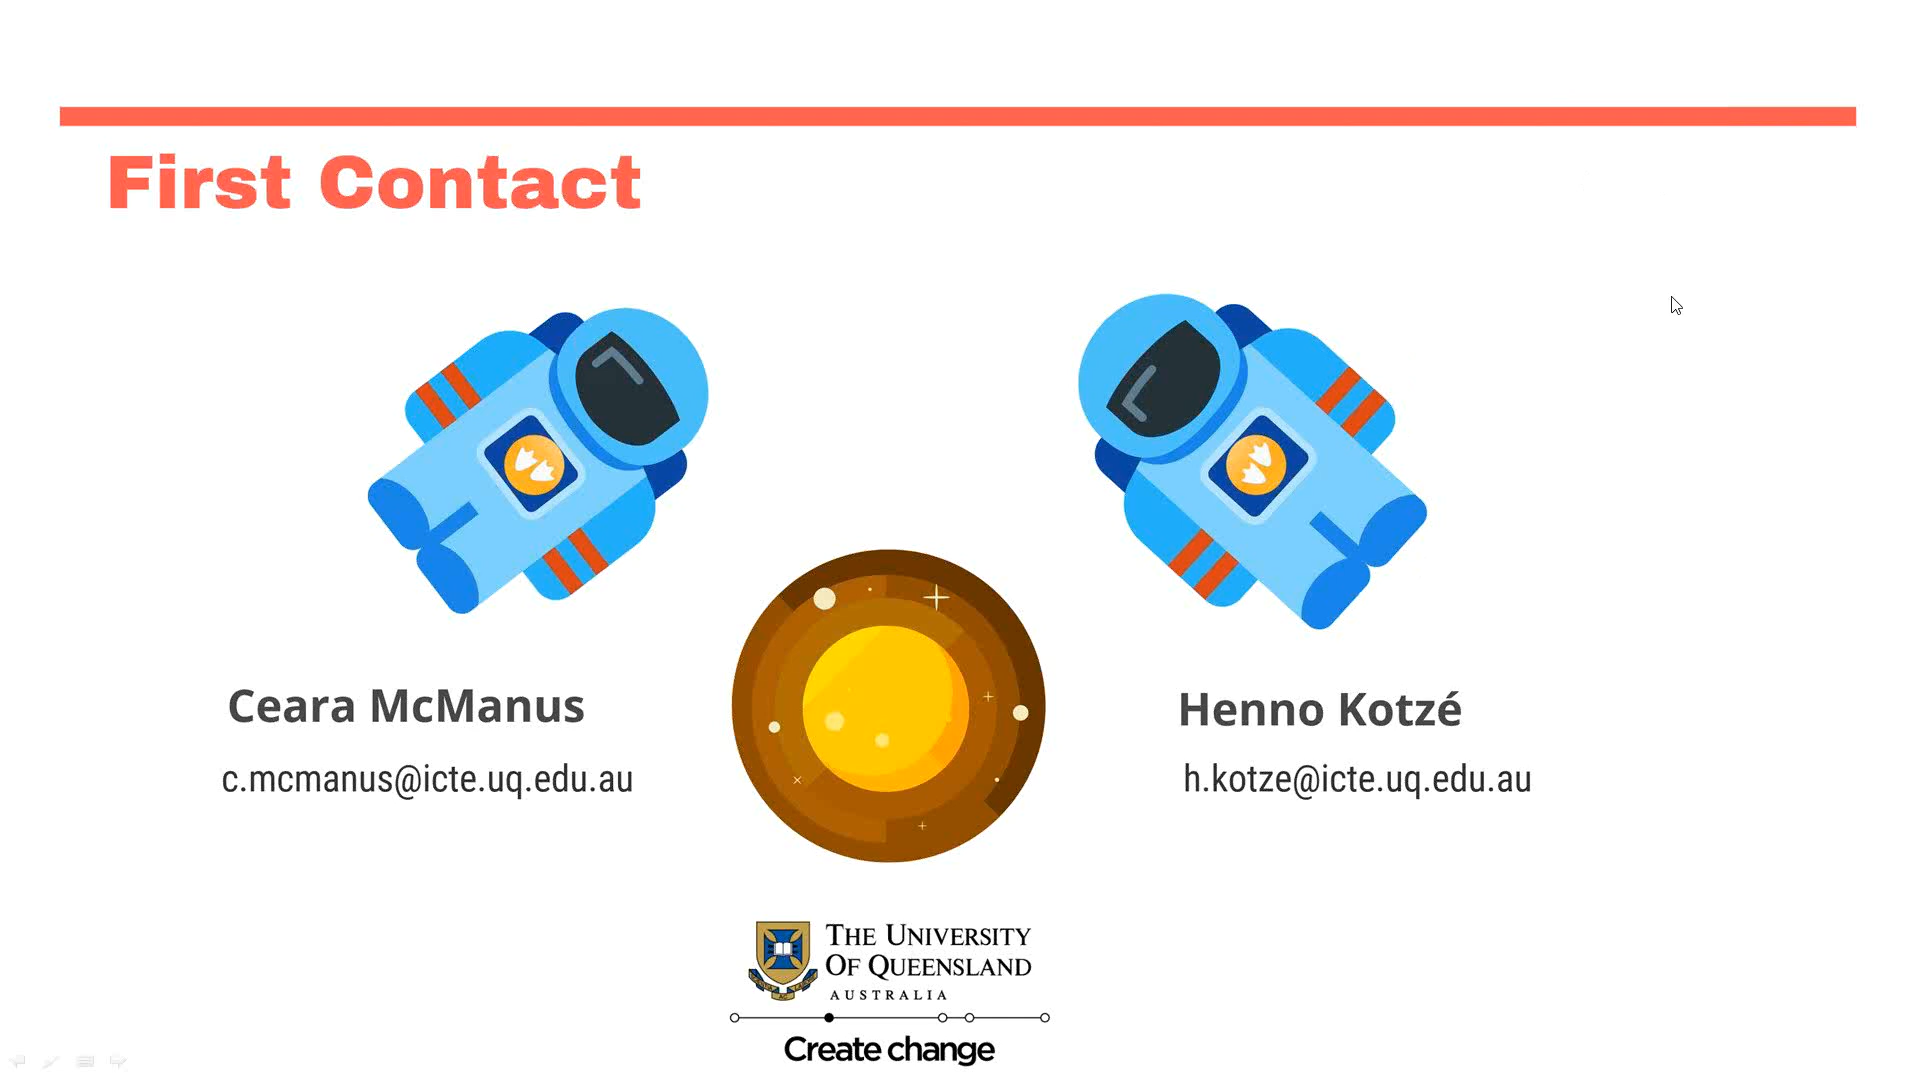 First Contact
Ceara McManus
c.mcmanus@icte.uq.edu.au
Henno Kotzé
h.kotze@icte.uq.edu.au
THE UNIVERSITY
OF QUEENSLAND
AUSTRALIA
Create change